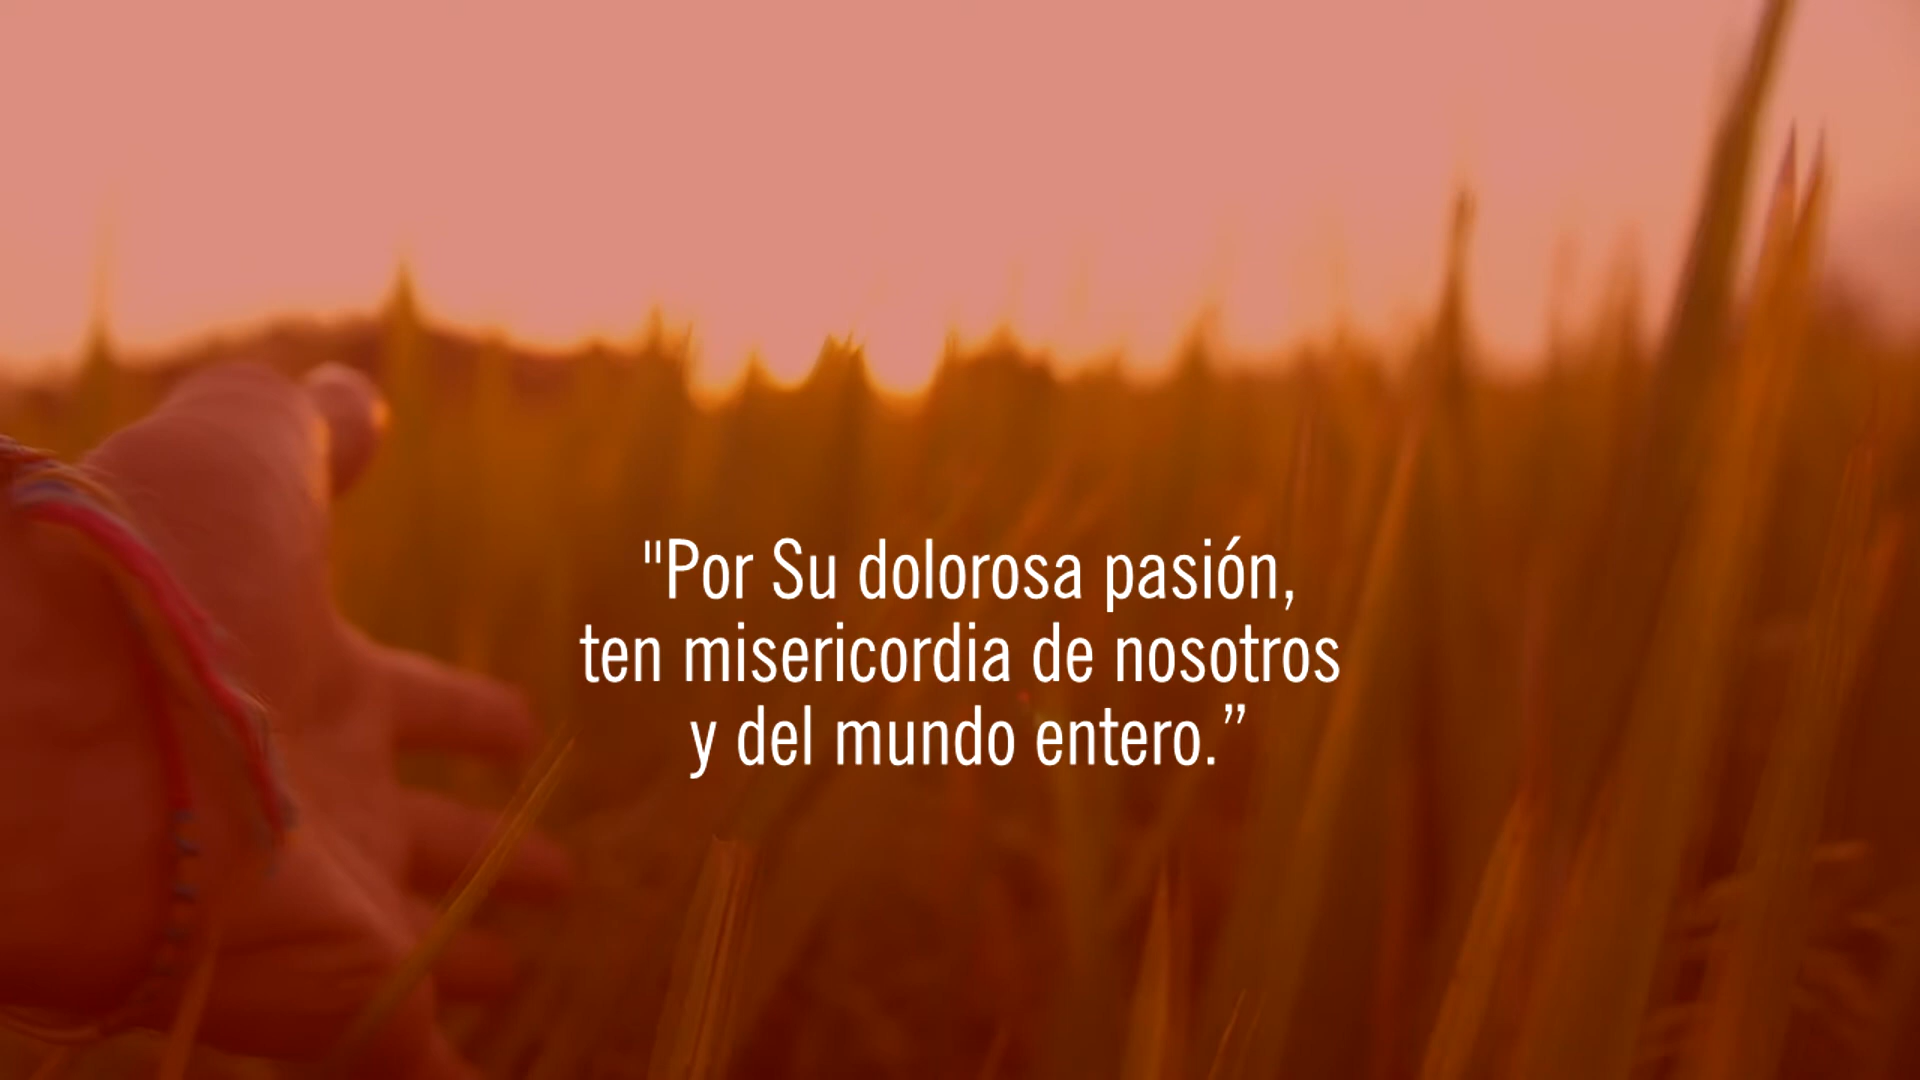 "Por Su dolorosa pasión,
ten misericordia de nosotros
y del mundo entero.”